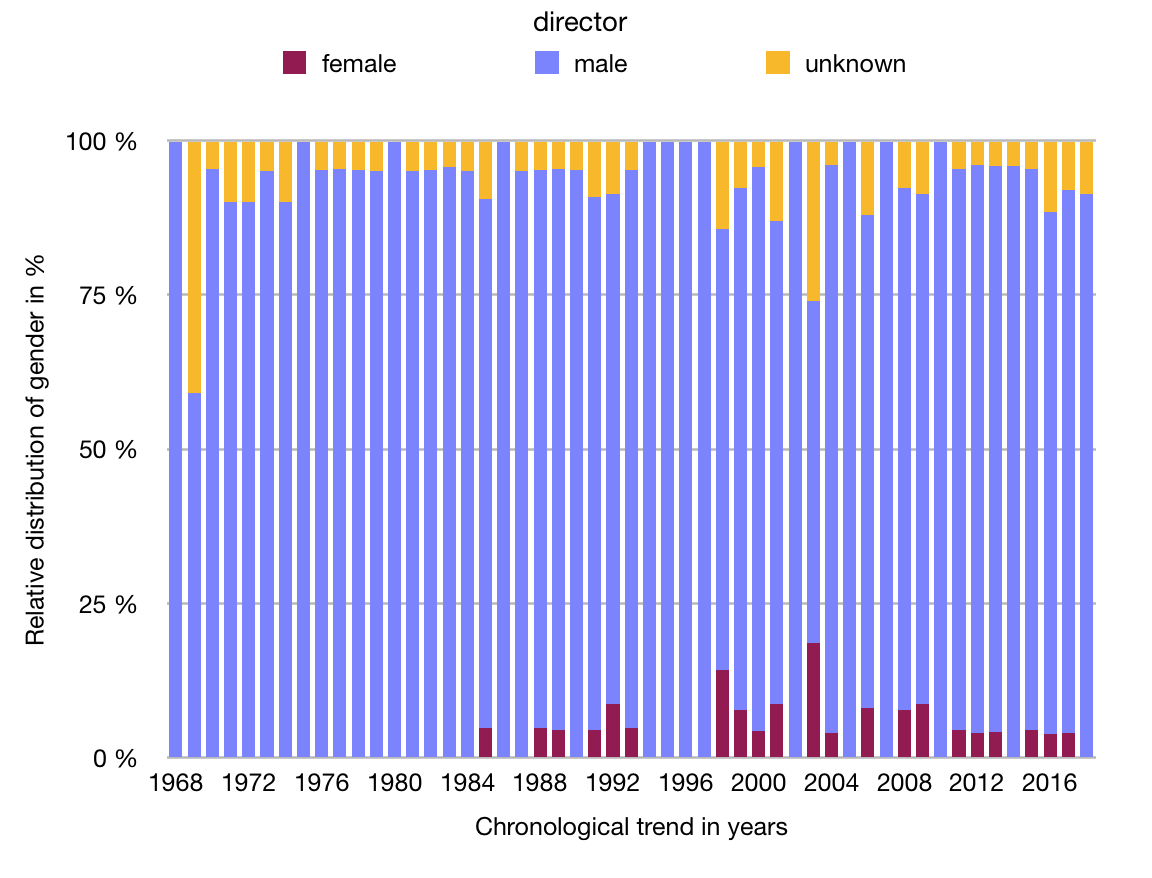 director
female male unknown
100 %
75 %
50 %
25 %
0 %
Relative distribution of gender in %
1968 1972 1976 1980 1984 1988 1992 1996 2000 2004 2008 2012 2016
Chronological trend in years